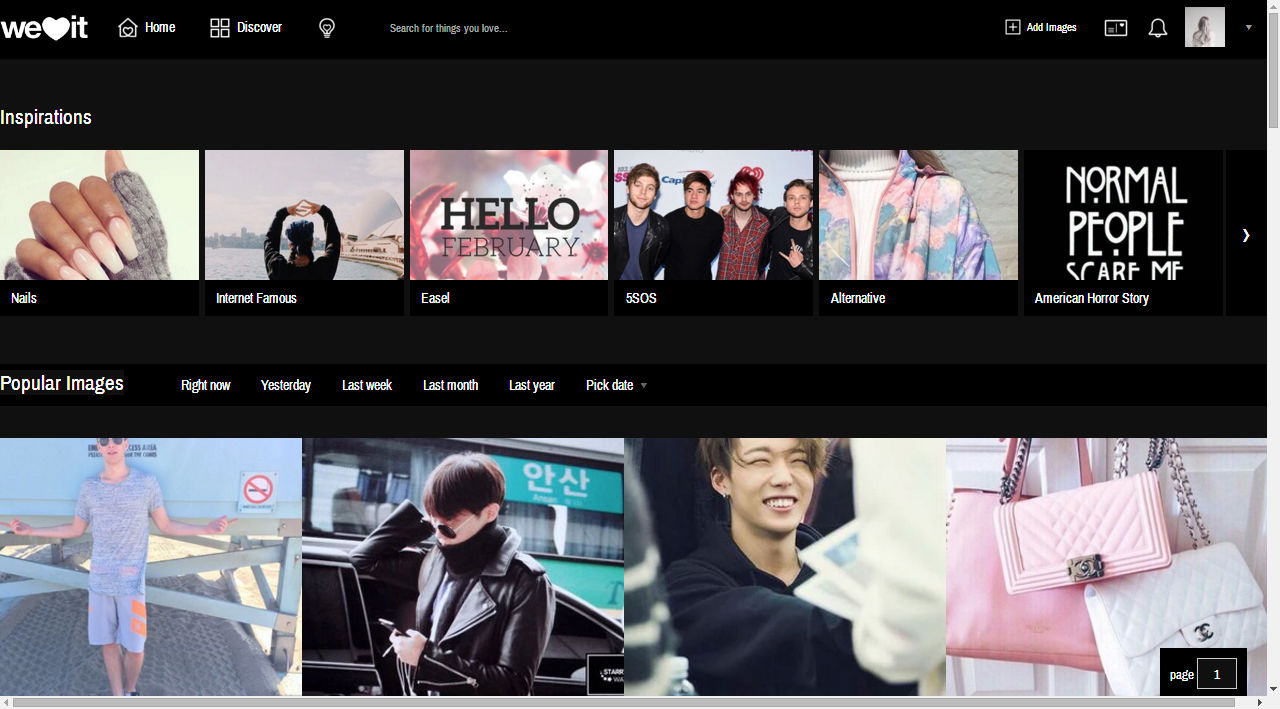 we it
Home
Discover
Search for things you love...
Add Images
Inspirations
HELLO
FEBRUARY
NORMAL
PEOPLE
SCARE ME
Nails
Internet Famous
Easel
5SOS
Alternative
American Horror Story
Popular Images
Right now
Yesterday
Last week
Last month
Last year
Pick date
안산
Ansan
page 1